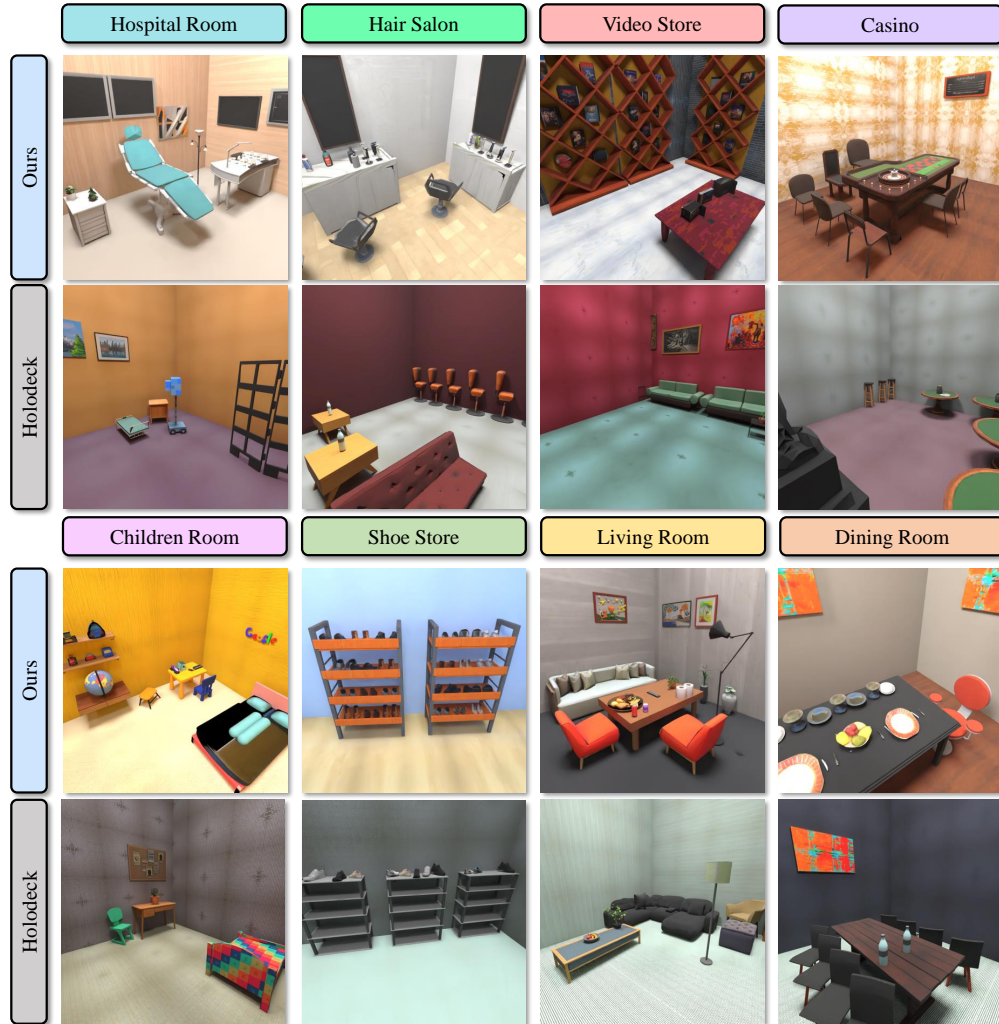 Hospital Room
Hair Salon
Video Store
Casino
Ours
Holodeck
Children Room
Shoe Store
Living Room
Dining Room
Ours
Google
Holodeck